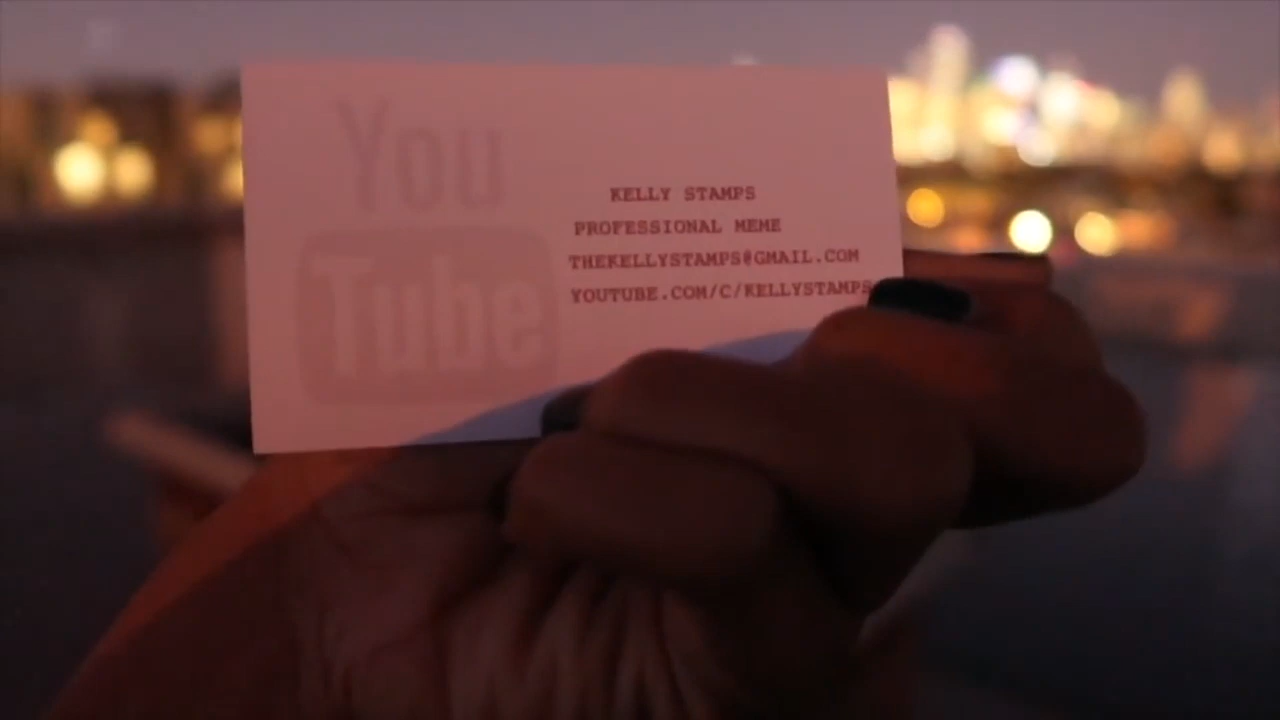 You
Tube
KELLY STAMPS
PROFESSIONAL MEME
THEKELLYSTAMPS@GMAIL.COM
YOUTUBE.COM/C/KELLYSTAMPS